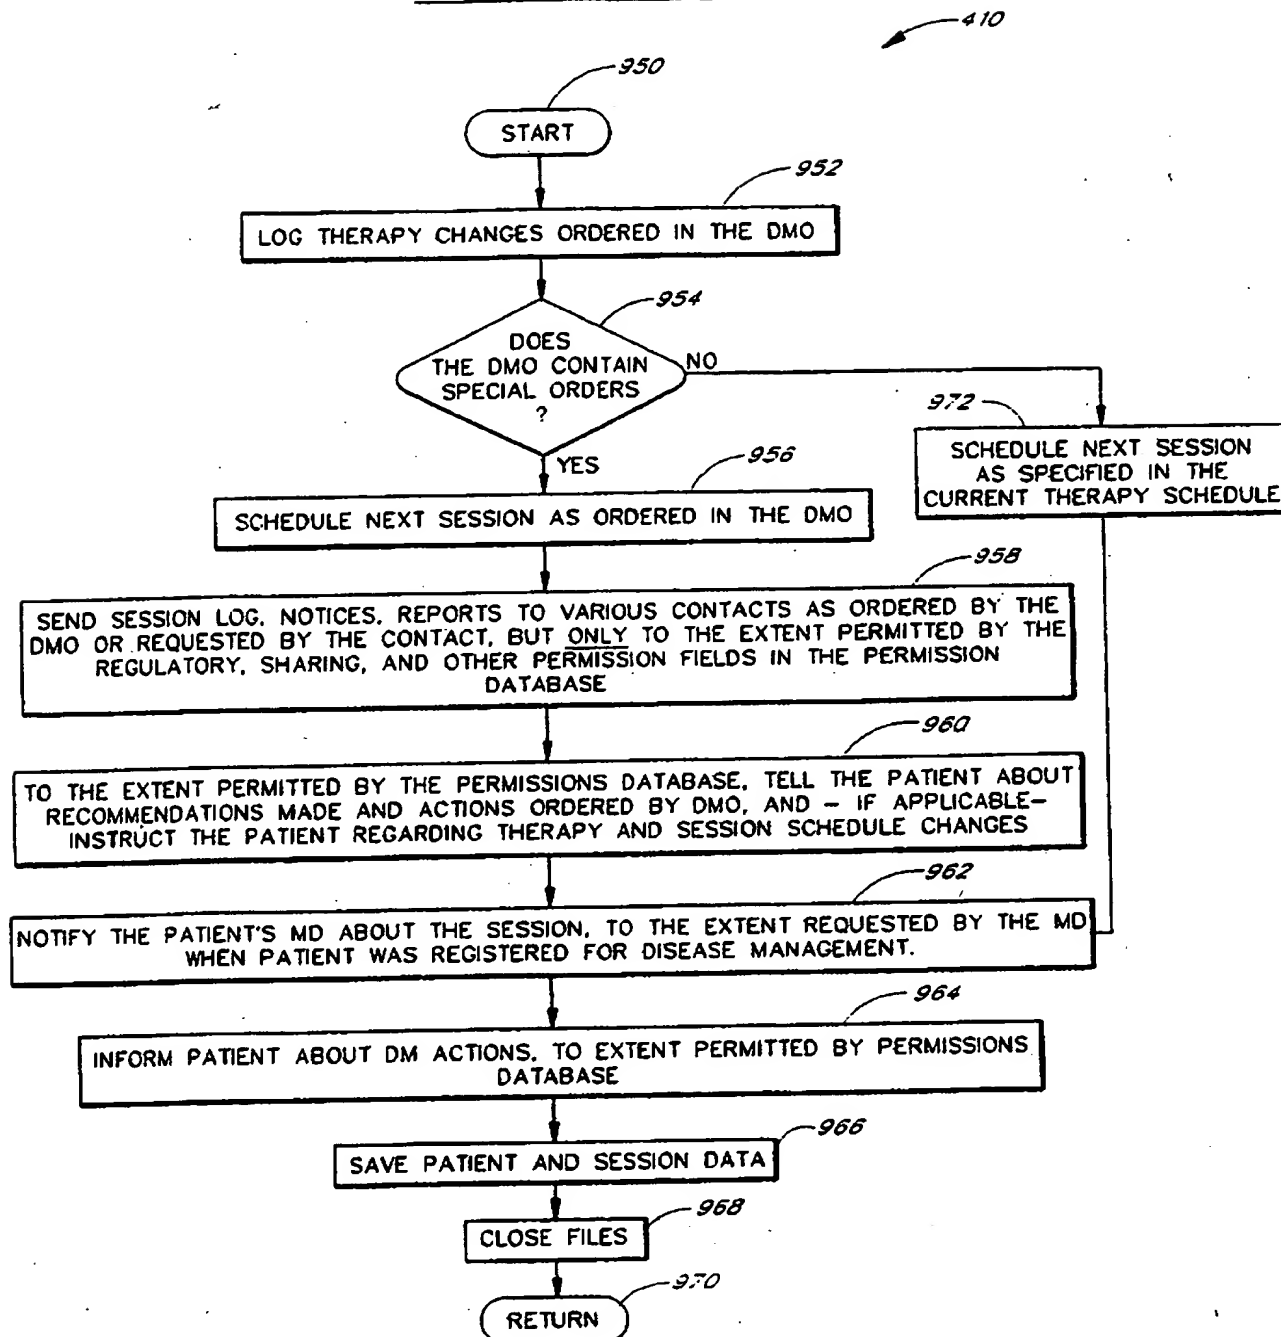 410
950
START
952
LOG THERAPY CHANGES ORDERED IN THE DMO
954
DOES
THE DMO CONTAIN
SPECIAL ORDERS
?
NO
YES
972
SCHEDULE NEXT SESSION
AS SPECIFIED IN THE
CURRENT THERAPY SCHEDULE
956
SCHEDULE NEXT SESSION AS ORDERED IN THE DMO
958
SEND SESSION LOG, NOTICES, REPORTS TO VARIOUS CONTACTS AS ORDERED BY THE
DMO OR REQUESTED BY THE CONTACT, BUT ONLY TO THE EXTENT PERMITTED BY THE
REGULATORY, SHARING, AND OTHER PERMISSION FIELDS IN THE PERMISSION
DATABASE
960
TO THE EXTENT PERMITTED BY THE PERMISSIONS DATABASE, TELL THE PATIENT ABOUT
RECOMMENDATIONS MADE AND ACTIONS ORDERED BY DMO, AND – IF APPLICABLE–
INSTRUCT THE PATIENT REGARDING THERAPY AND SESSION SCHEDULE CHANGES
962
NOTIFY THE PATIENT'S MD ABOUT THE SESSION, TO THE EXTENT REQUESTED BY THE MD
WHEN PATIENT WAS REGISTERED FOR DISEASE MANAGEMENT.
964
INFORM PATIENT ABOUT DM ACTIONS, TO EXTENT PERMITTED BY PERMISSIONS
DATABASE
966
SAVE PATIENT AND SESSION DATA
968
CLOSE FILES
970
RETURN